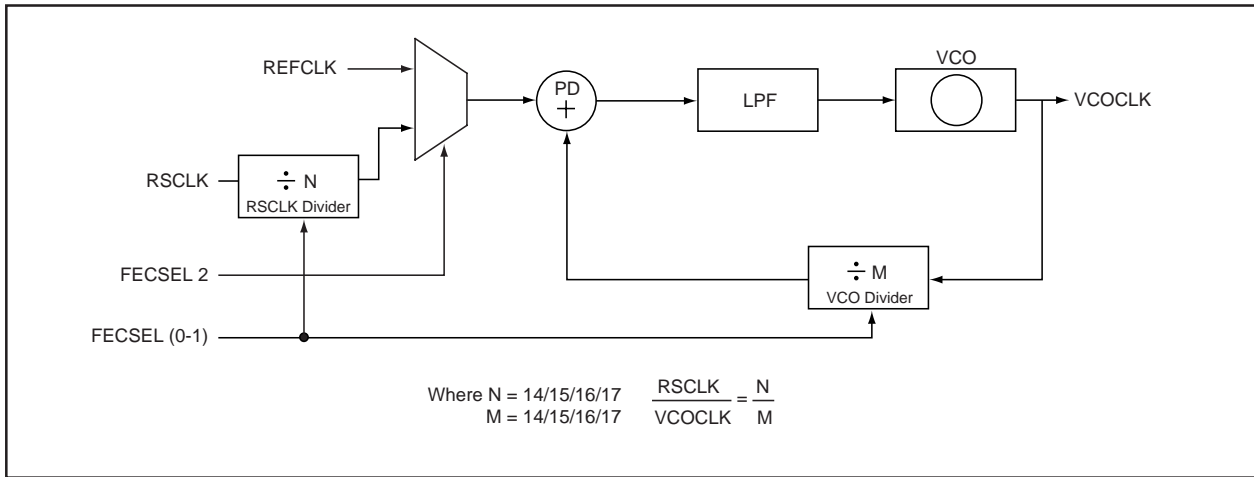 REFCLK
RSCLK
÷ N
RSCLK Divider
FECSEL 2
FECSEL (0-1)
PD
+
LPF
VCO
VCOCLK
÷ M
VCO Divider
Where N = 14/15/16/17
M = 14/15/16/17
RSCLK
VCOCLK
=
N
M